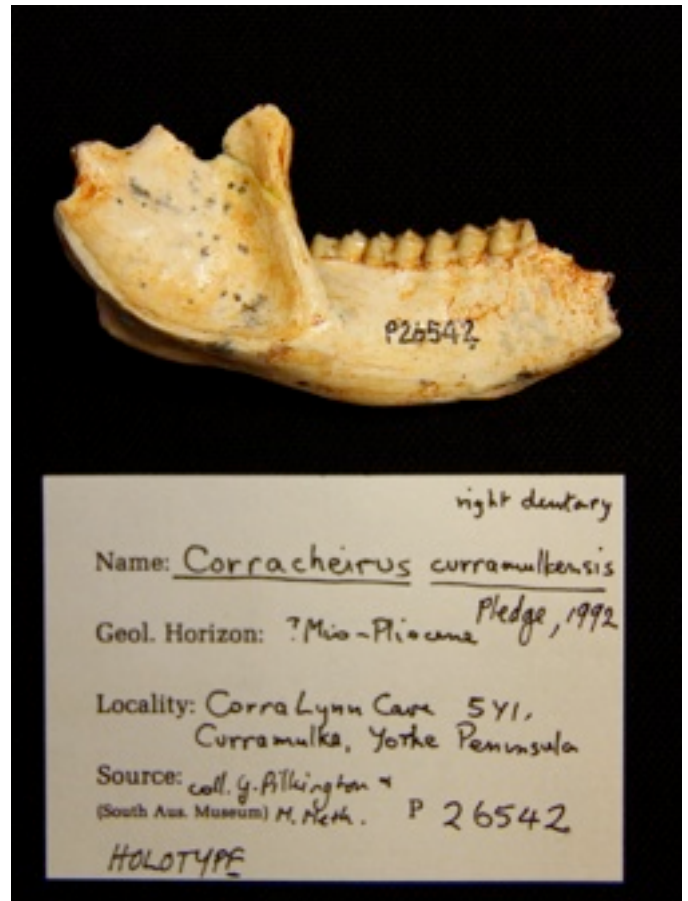 P26542
right dentary
Name: Corracheirus curramulkensis
Pledge, 1992
Geol. Horizon: ?Mio-Pliocene
Locality: Corra Lynn Cave 5Y1,
Curramulka, Yorke Peninsula
Source: coll. G. Pilkington +
(South Aus. Museum) M. Meth. P 26542
HOLOTYPE